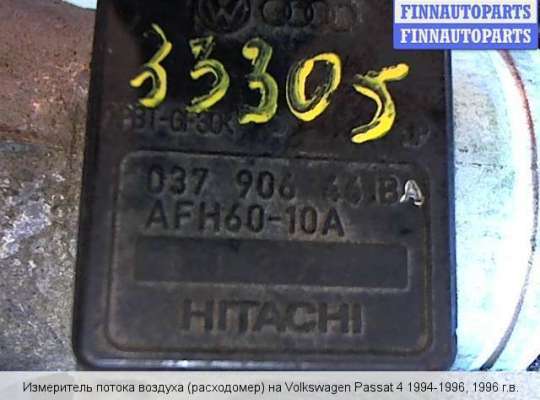 FINNAUTOPARTS
FINNAUTOPARTS
33305
037 906
AFH60-10A
HITACHI
Измеритель потока воздуха (расходомер) на Volkswagen Passat 4 1994-1996, 1996 г.в.